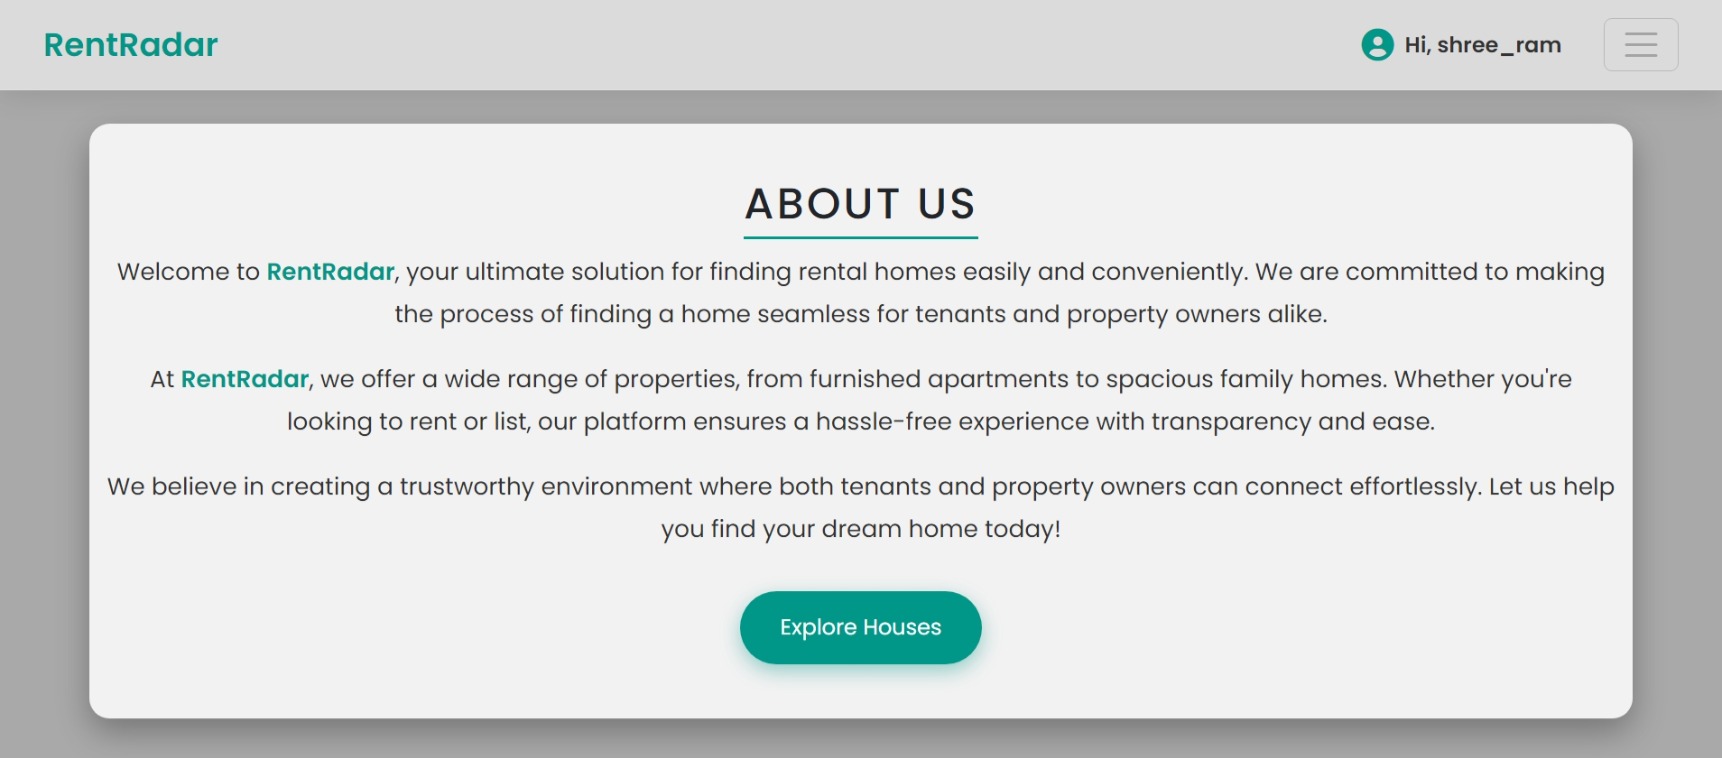 RentRadar
Hi, shree_ram
ABOUT US
Welcome to RentRadar, your ultimate solution for finding rental homes easily and conveniently. We are committed to making
the process of finding a home seamless for tenants and property owners alike.
At RentRadar, we offer a wide range of properties, from furnished apartments to spacious family homes. Whether you're
looking to rent or list, our platform ensures a hassle-free experience with transparency and ease.
We believe in creating a trustworthy environment where both tenants and property owners can connect effortlessly. Let us help
you find your dream home today!
Explore Houses